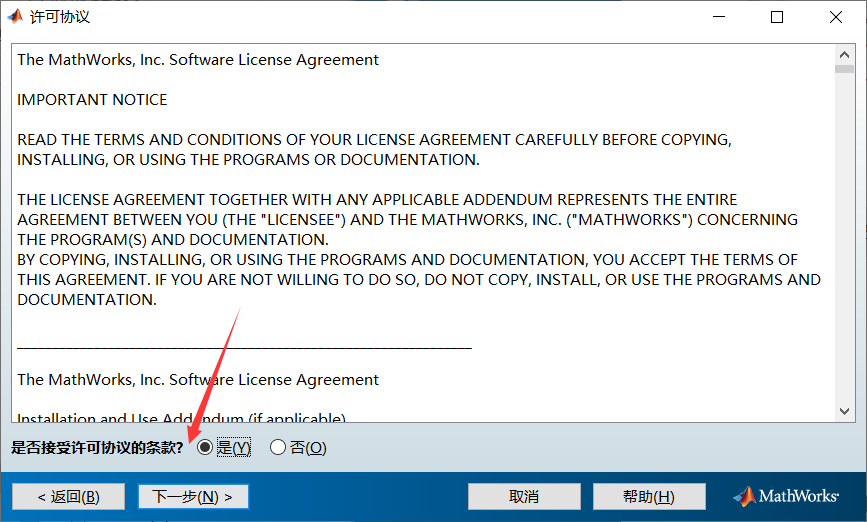 许可协议
The MathWorks, Inc. Software License Agreement
IMPORTANT NOTICE
READ THE TERMS AND CONDITIONS OF YOUR LICENSE AGREEMENT CAREFULLY BEFORE COPYING,
INSTALLING, OR USING THE PROGRAMS OR DOCUMENTATION.
THE LICENSE AGREEMENT TOGETHER WITH ANY APPLICABLE ADDENDUM REPRESENTS THE ENTIRE
AGREEMENT BETWEEN YOU (THE "LICENSEE") AND THE MATHWORKS, INC. ("MATHWORKS") CONCERNING
THE PROGRAM(S) AND DOCUMENTATION.
BY COPYING, INSTALLING, OR USING THE PROGRAMS AND DOCUMENTATION, YOU ACCEPT THE TERMS OF
THIS AGREEMENT. IF YOU ARE NOT WILLING TO DO SO, DO NOT COPY, INSTALL, OR USE THE PROGRAMS AND
DOCUMENTATION.
The MathWorks, Inc. Software License Agreement
Installation and Use Addendum (if applicable)
是否接受许可协议的条款? 是(Y) 否(O)
< 返回(B) 下一步(N) > 取消 帮助(H) MathWorks®